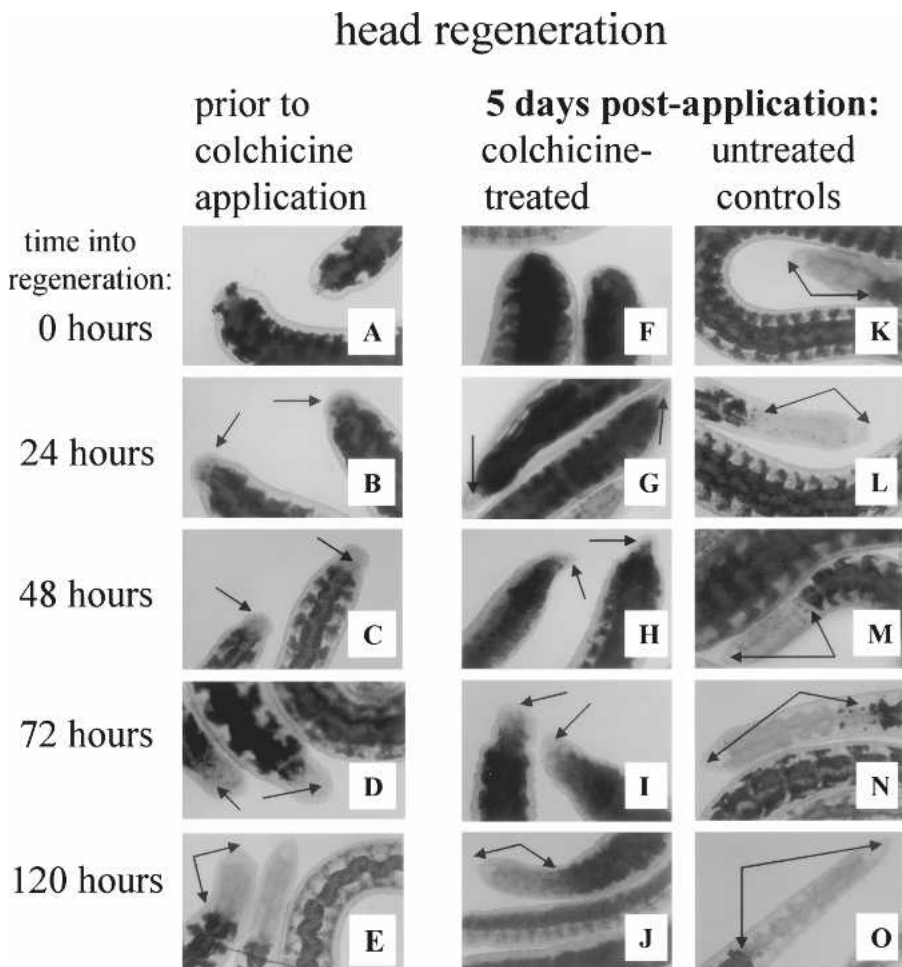 head regeneration
prior to
colchicine
application
5 days post-application:
colchicine-
treated
untreated
controls
time into
regeneration:
0 hours
A
F
K
24 hours
B
G
L
48 hours
C
H
M
72 hours
D
I
N
120 hours
E
J
O